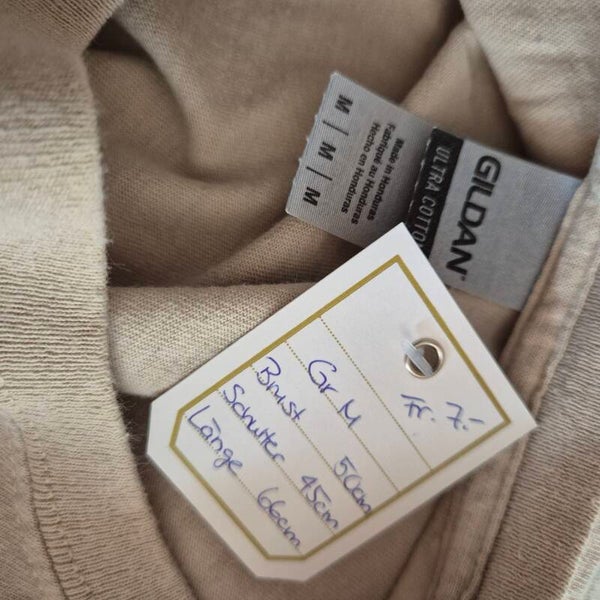 GILDAN
ULTRA COTTON
Made in Honduras
Fabriqué au Honduras
Hecho en Honduras
M | M | M
Fr. 7.-
Gr M
Brust 50cm
Schulter 45cm
Länge 66cm